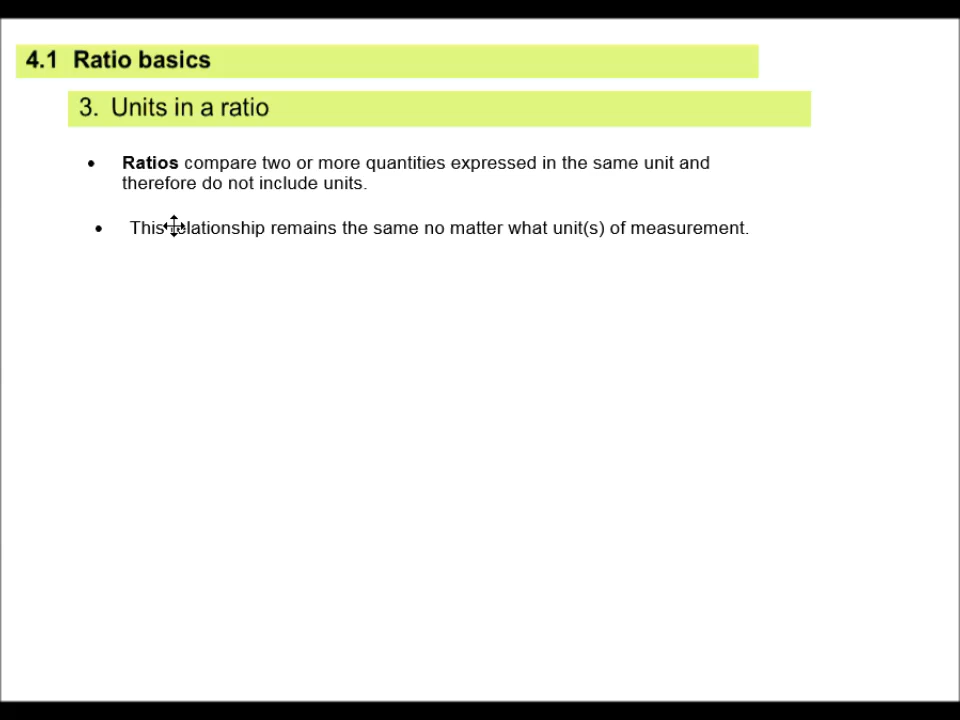 4.1 Ratio basics
3. Units in a ratio
• Ratios compare two or more quantities expressed in the same unit and
therefore do not include units.
• This relationship remains the same no matter what unit(s) of measurement.